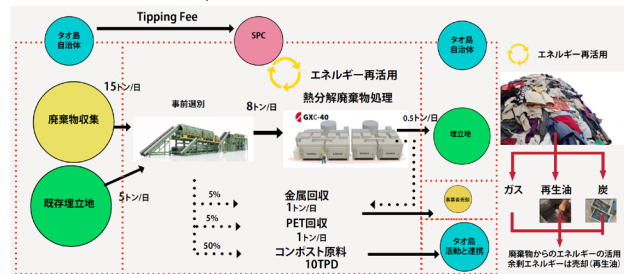 Tipping Fee
タオ島
自治体
SPC
タオ島
自治体
エネルギー再活用
エネルギー再活用
15トン/日
事前選別
8トン/日
熱分解廃棄物処理
GXC-40
0.5トン/日
廃棄物収集
埋立地
既存埋立地
5トン/日
ガス
再生油
炭
5%
金属回収
1トン/日
5%
PET回収
1トン/日
50%
コンポスト原料
10TPD
タオ島
活動と連携
廃棄物からのエネルギーの活用
余剰エネルギーは売却(再生油)